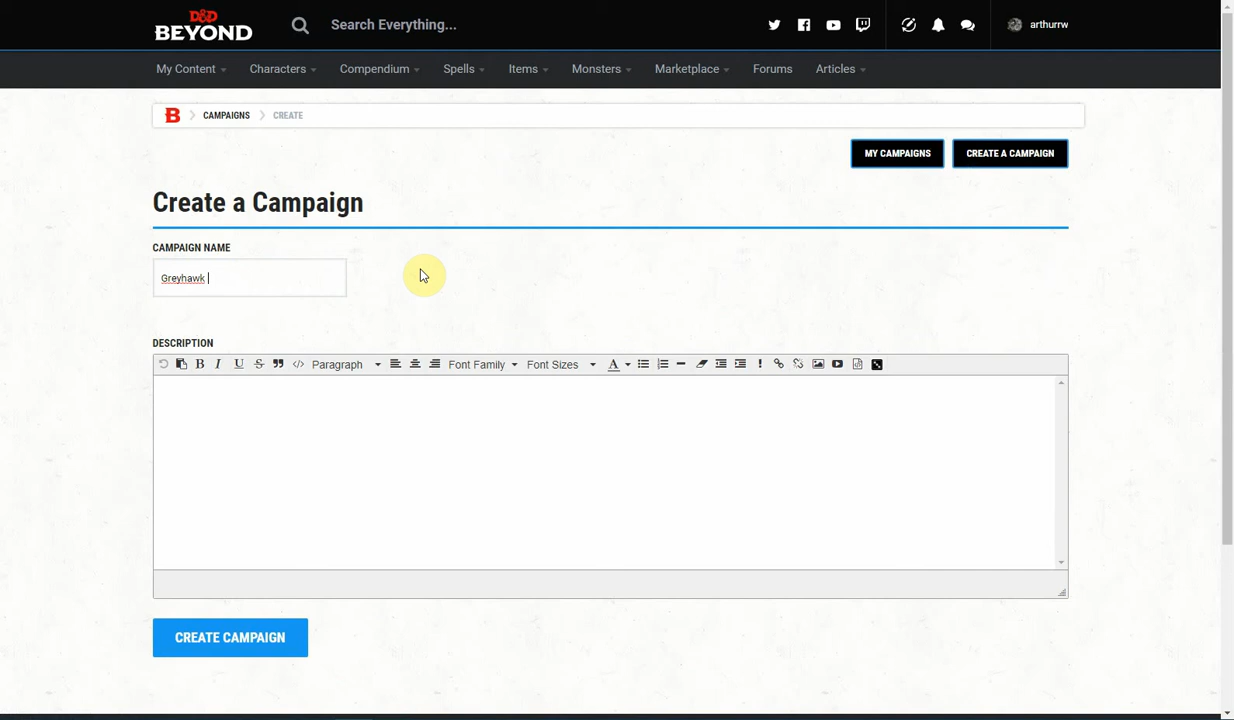 D&D
BEYOND
Search Everything...
arthurrw
My Content
Characters
Compendium
Spells
Items
Monsters
Marketplace
Forums
Articles
B
CAMPAIGNS
CREATE
MY CAMPAIGNS
CREATE A CAMPAIGN
Create a Campaign
CAMPAIGN NAME
Greyhawk
DESCRIPTION
B I U S Paragraph Font Family Font Sizes A
CREATE CAMPAIGN